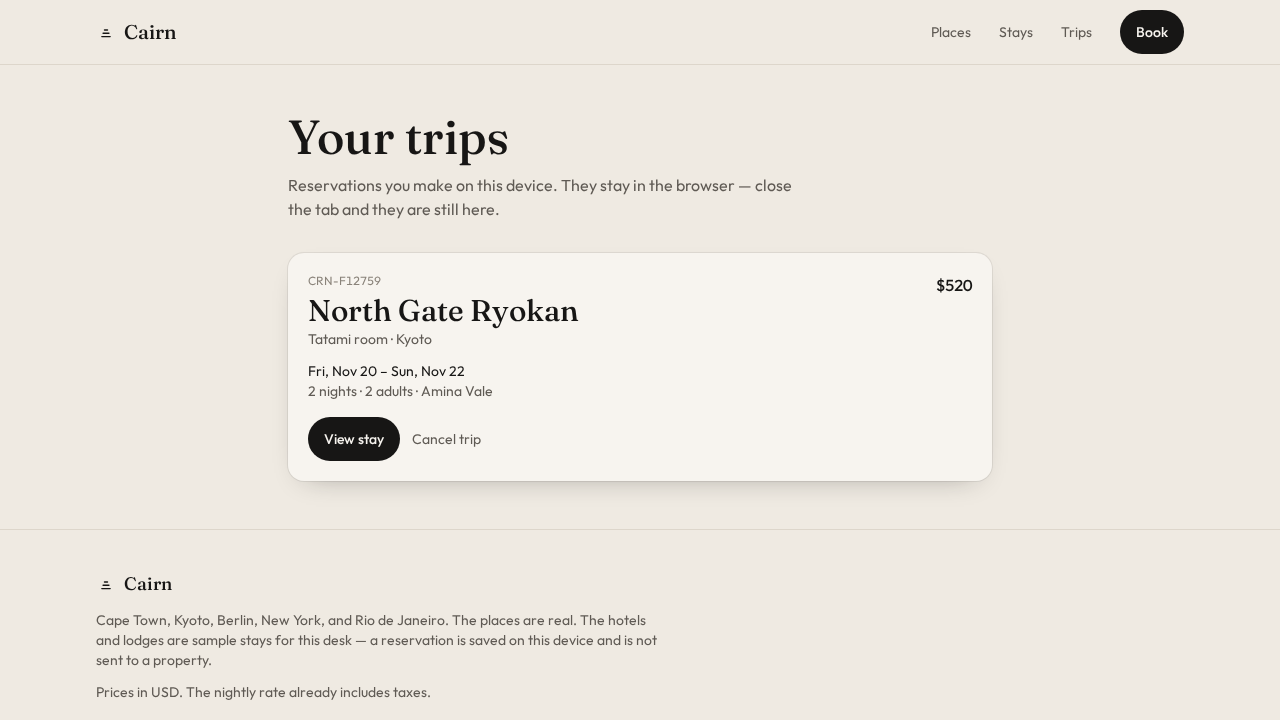 Cairn
Places
Stays
Trips
Book
Your trips
Reservations you make on this device. They stay in the browser — close
the tab and they are still here.
CRN-F12759
$520
North Gate Ryokan
Tatami room · Kyoto
Fri, Nov 20 – Sun, Nov 22
2 nights · 2 adults · Amina Vale
View stay
Cancel trip
Cairn
Cape Town, Kyoto, Berlin, New York, and Rio de Janeiro. The places are real. The hotels
and lodges are sample stays for this desk — a reservation is saved on this device and is not
sent to a property.
Prices in USD. The nightly rate already includes taxes.